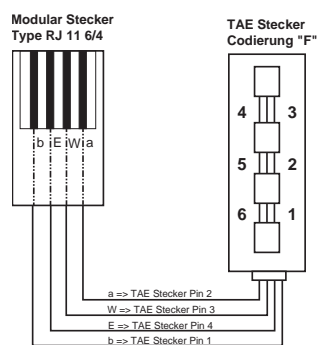 Modular Stecker
Type RJ 11 6/4
TAE Stecker
Codierung "F"
b E W a
4 3
5 2
6 1
a => TAE Stecker Pin 2
W => TAE Stecker Pin 3
E => TAE Stecker Pin 4
b => TAE Stecker Pin 1